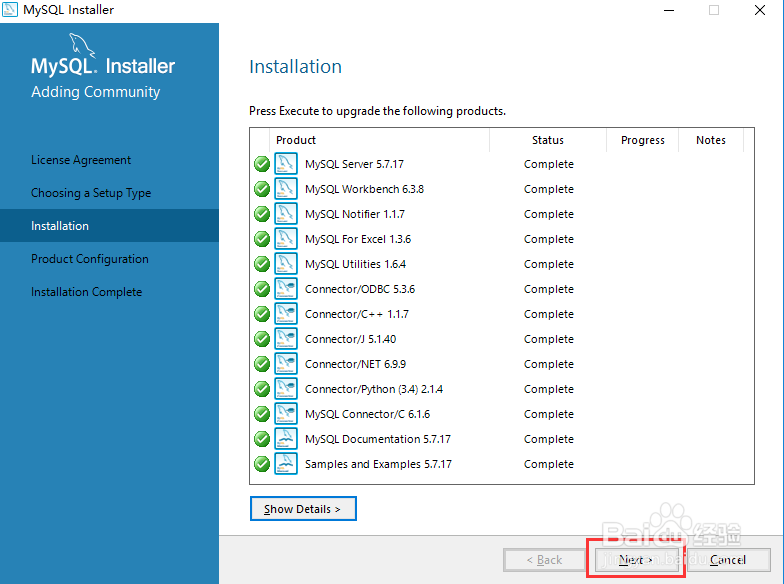 MySQL Installer
MySQL. Installer
Adding Community
License Agreement
Choosing a Setup Type
Installation
Product Configuration
Installation Complete
Installation
Press Execute to upgrade the following products.
Product Status Progress Notes
MySQL Server 5.7.17 Complete
MySQL Workbench 6.3.8 Complete
MySQL Notifier 1.1.7 Complete
MySQL For Excel 1.3.6 Complete
MySQL Utilities 1.6.4 Complete
Connector/ODBC 5.3.6 Complete
Connector/C++ 1.1.7 Complete
Connector/J 5.1.40 Complete
Connector/NET 6.9.9 Complete
Connector/Python (3.4) 2.1.4 Complete
MySQL Connector/C 6.1.6 Complete
MySQL Documentation 5.7.17 Complete
Samples and Examples 5.7.17 Complete
Show Details >
Baidu 经验
< Back Next > Cancel